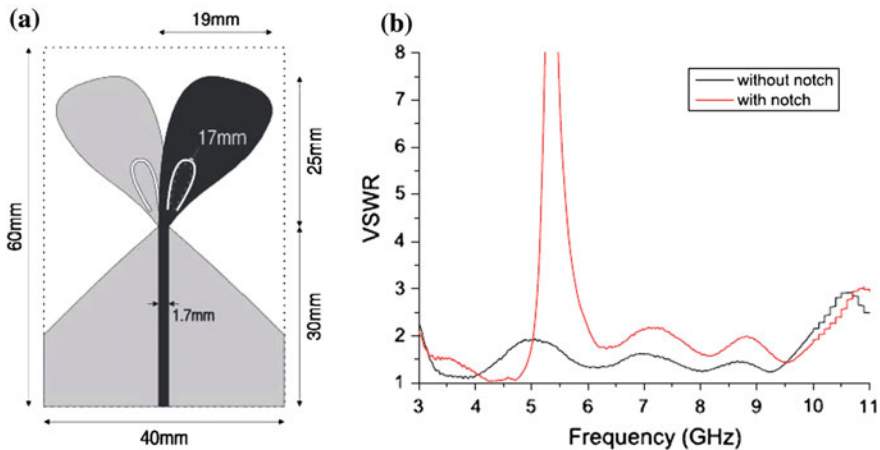 (a)
19mm
17mm
25mm
60mm
30mm
1.7mm
40mm
(b)
8
7
6
5
4
3
2
1
VSWR
without notch
with notch
3 4 5 6 7 8 9 10 11
Frequency (GHz)